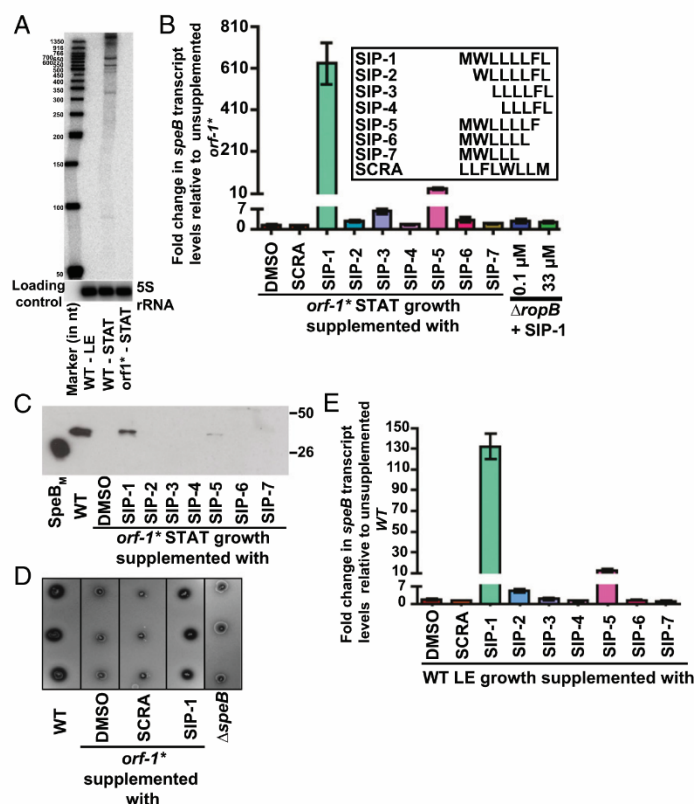 A
1350
916
766
700
650
550
500
450
400
350
300
250
200
150
100
50
Loading
control
5S
rRNA
Marker (in nt)
WT - LE
WT - STAT
orf1* - STAT
B
Fold change in speB transcript
levels relative to unsupplemented
orf-1*
810
610
410
210
10
7
0
SIP-1 MWLLLLFL
SIP-2 WLLLLFL
SIP-3 LLLLFL
SIP-4 LLLFL
SIP-5 MWLLLLF
SIP-6 MWLLLL
SIP-7 MWLLL
SCRA LLFLWLLM
DMSO
SCRA
SIP-1
SIP-2
SIP-3
SIP-4
SIP-5
SIP-6
SIP-7
0.1 µM
33 µM
orf-1* STAT growth
supplemented with
ΔropB
+ SIP-1
C
50
26
SpeBM
WT
DMSO
SIP-1
SIP-2
SIP-3
SIP-4
SIP-5
SIP-6
SIP-7
orf-1* STAT growth
supplemented with
D
WT
DMSO
SCRA
SIP-1
ΔspeB
orf-1*
supplemented
with
E
Fold change in speB transcript
levels relative to unsupplemented
WT
150
130
110
90
70
50
30
10
7
0
DMSO
SCRA
SIP-1
SIP-2
SIP-3
SIP-4
SIP-5
SIP-6
SIP-7
WT LE growth supplemented with